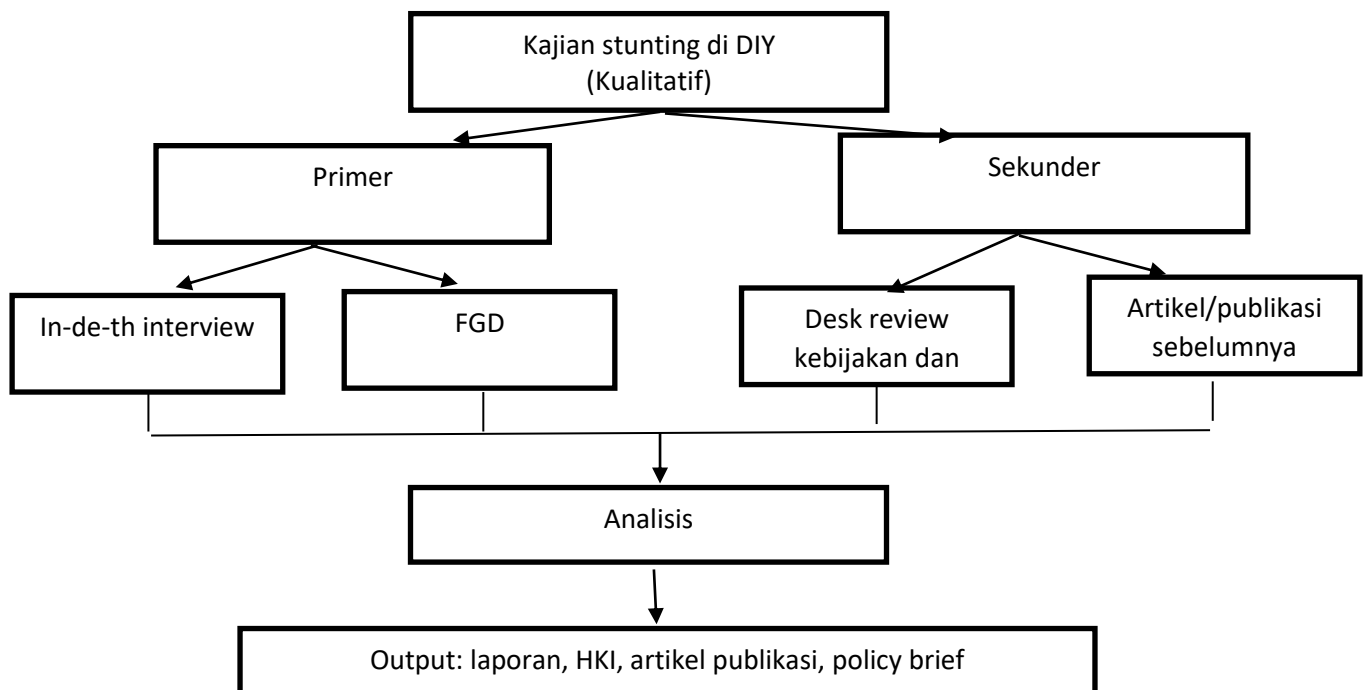 Kajian stunting di DIY
(Kualitatif)
Primer
Sekunder
In-de-th interview
FGD
Desk review
kebijakan dan
Artikel/publikasi
sebelumnya
Analisis
Output: laporan, HKI, artikel publikasi, policy brief